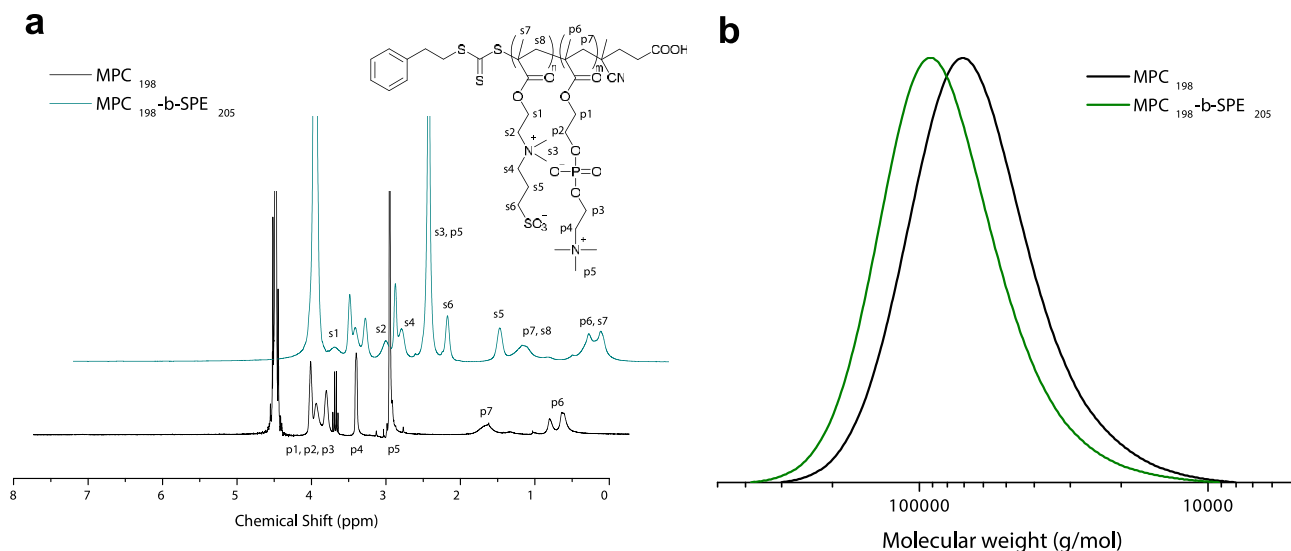 a
MPC 198
MPC 198-b-SPE 205
s7
p6
s8
p7
S
S
S
n
m
CN
COOH
O
O
O
O
s1
p1
s2
p2
N+
s3
O
s4
O-
P
O
s5
O
s6
p3
SO3-
p4
N+
p5
s3, p5
s1
s2
s4
s6
s5
p7, s8
p6, s7
p1, p2, p3
p4
p5
p7
p6
8
7
6
5
4
3
2
1
0
Chemical Shift (ppm)
b
MPC 198
MPC 198-b-SPE 205
100000
10000
Molecular weight (g/mol)